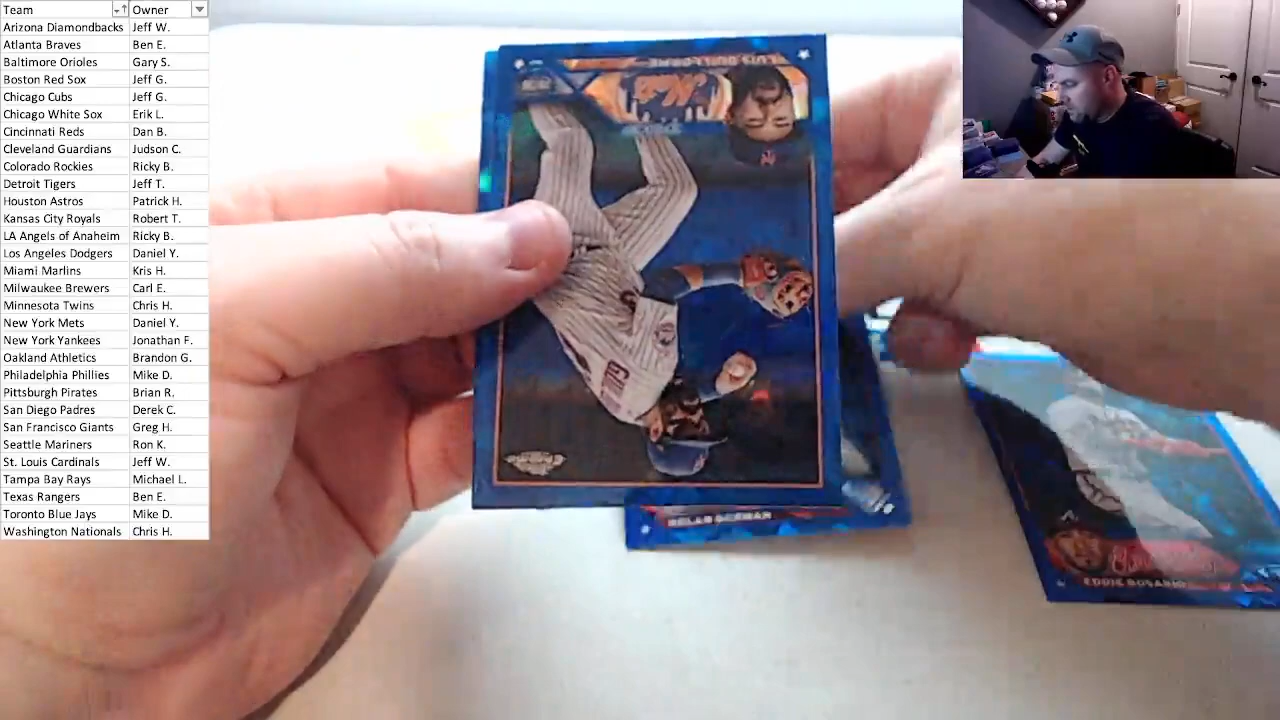 Team Owner
Arizona Diamondbacks Jeff W.
Atlanta Braves Ben E.
Baltimore Orioles Gary S.
Boston Red Sox Jeff G.
Chicago Cubs Jeff G.
Chicago White Sox Erik L.
Cincinnati Reds Dan B.
Cleveland Guardians Judson C.
Colorado Rockies Ricky B.
Detroit Tigers Jeff T.
Houston Astros Patrick H.
Kansas City Royals Robert T.
LA Angels of Anaheim Ricky B.
Los Angeles Dodgers Daniel Y.
Miami Marlins Kris H.
Milwaukee Brewers Carl E.
Minnesota Twins Chris H.
New York Mets Daniel Y.
New York Yankees Jonathan F.
Oakland Athletics Brandon G.
Philadelphia Phillies Mike D.
Pittsburgh Pirates Brian R.
San Diego Padres Derek C.
San Francisco Giants Greg H.
Seattle Mariners Ron K.
St. Louis Cardinals Jeff W.
Tampa Bay Rays Michael L.
Texas Rangers Ben E.
Toronto Blue Jays Mike D.
Washington Nationals Chris H.
LUIS GUILLORME
Mets
EDDIE ROSARIO